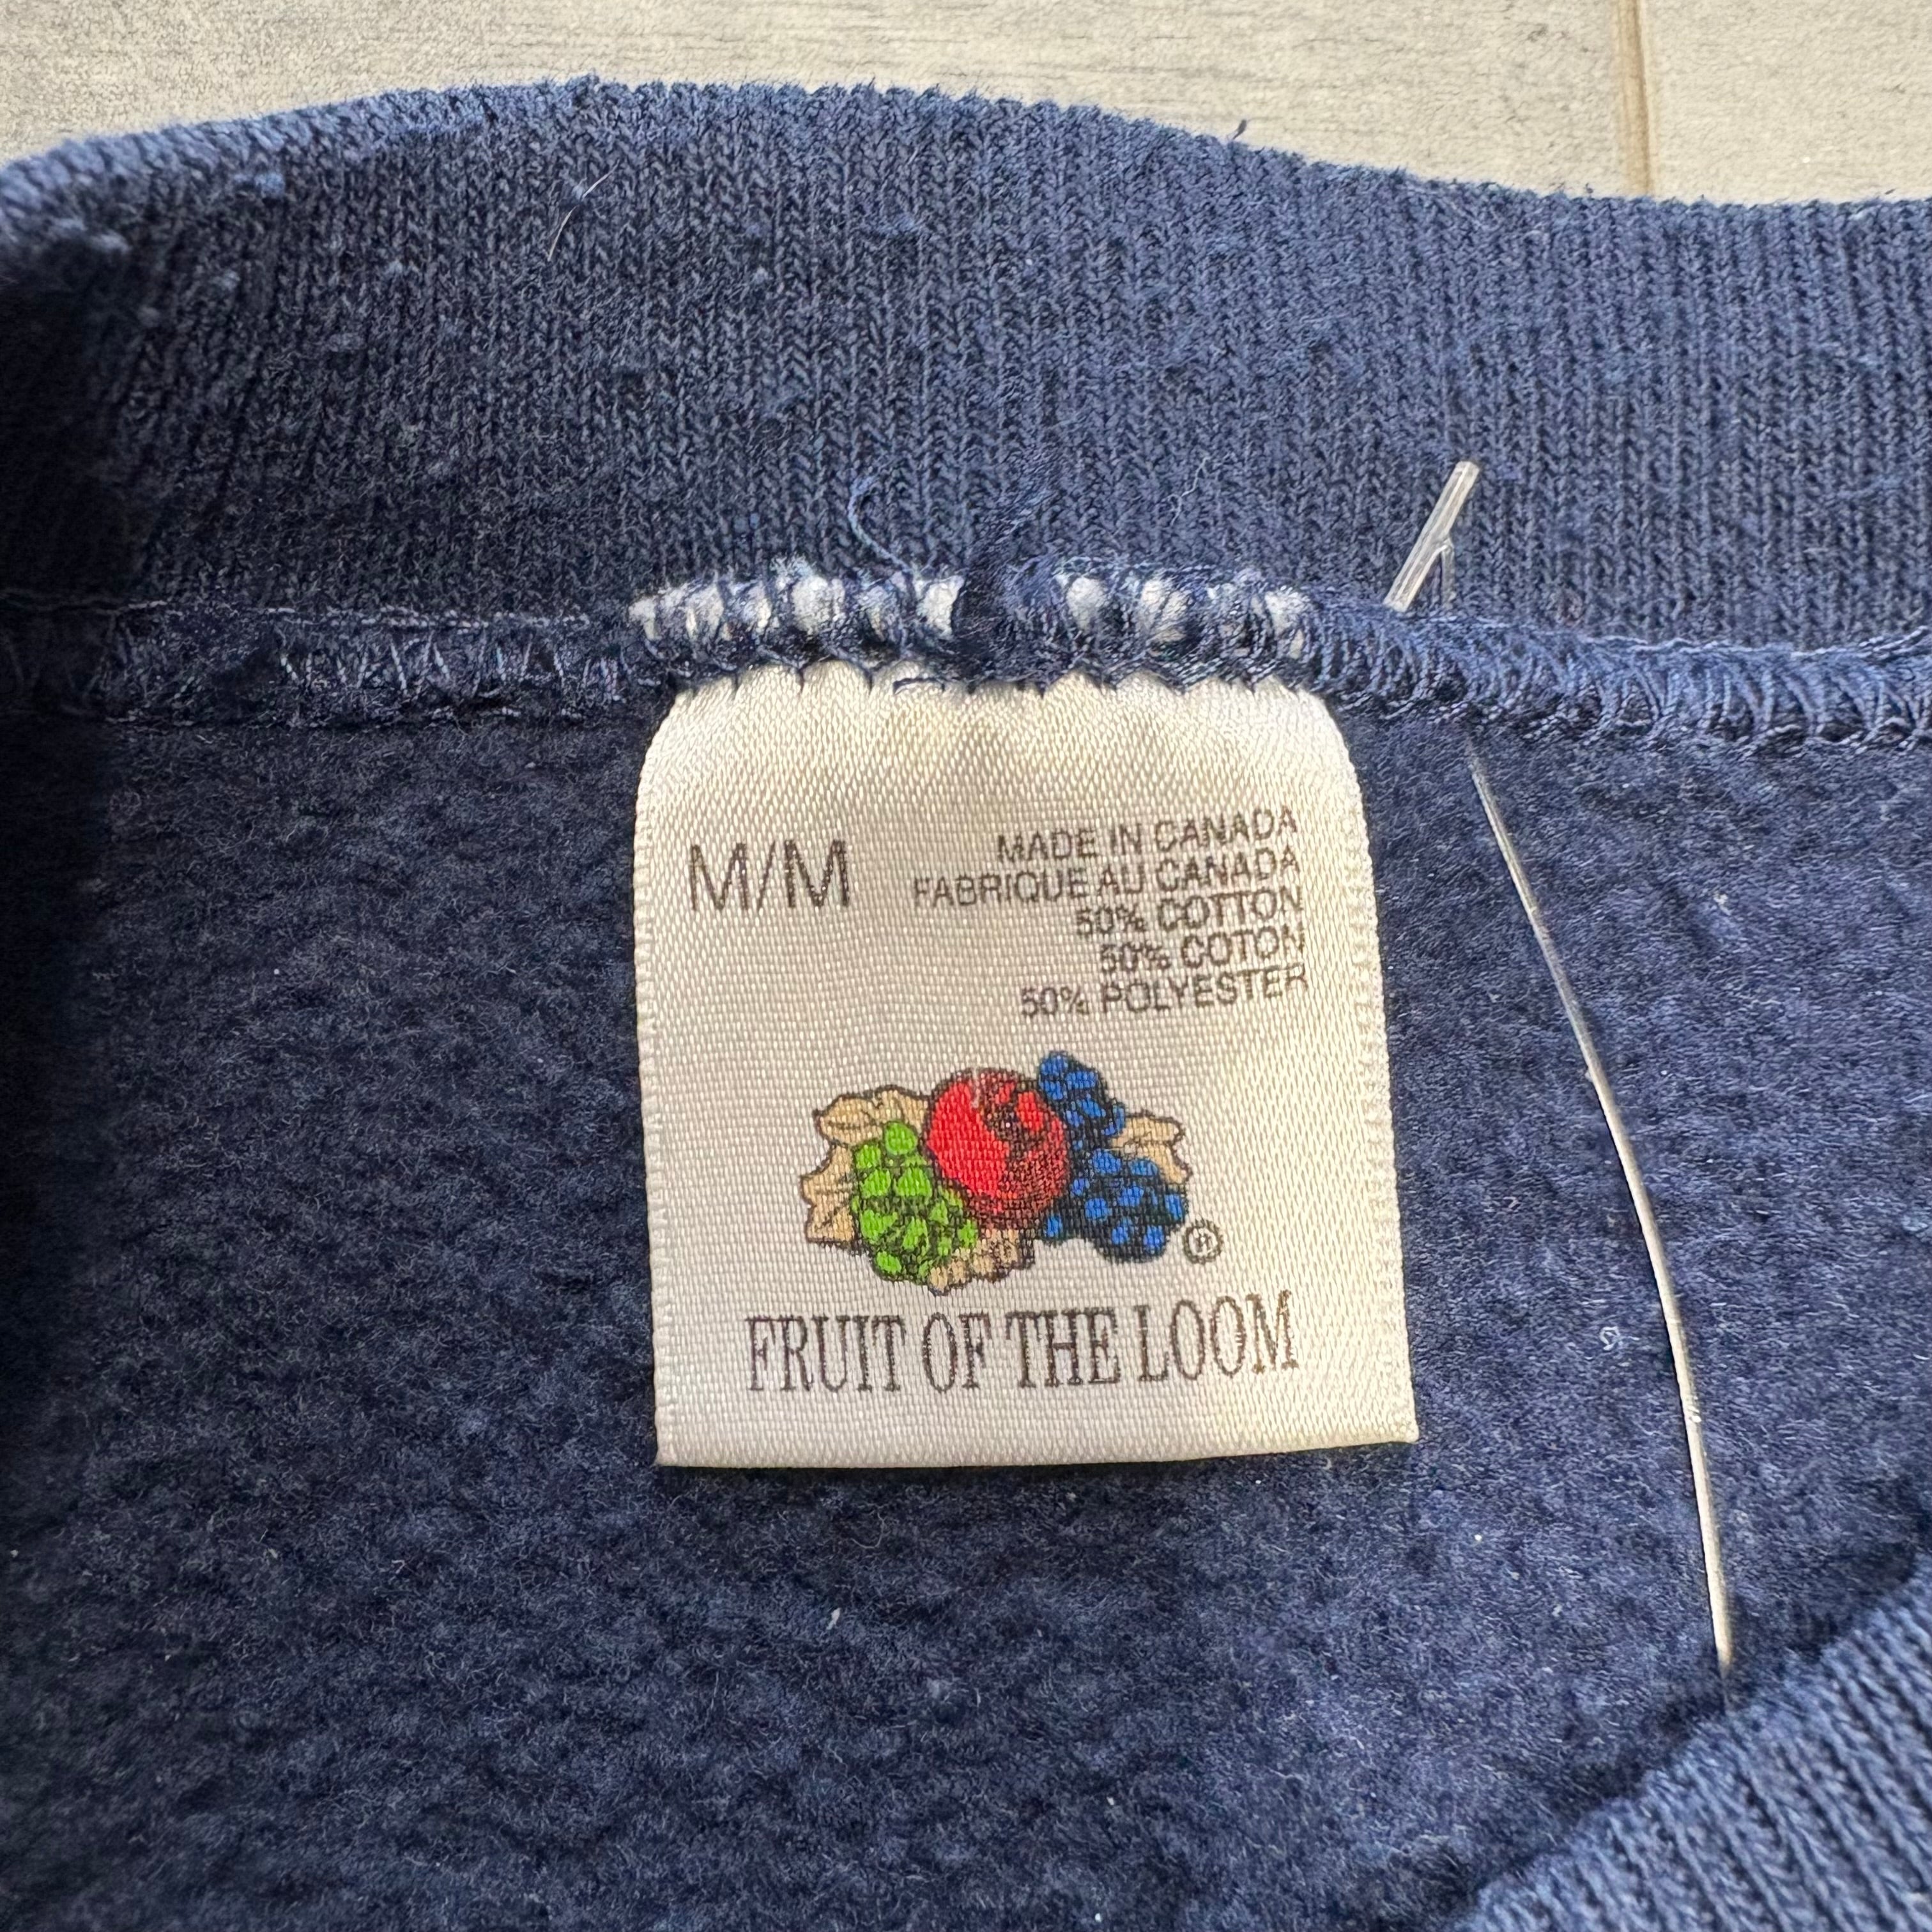 M/M
MADE IN CANADA
FABRIQUE AU CANADA
50% COTTON
50% COTON
50% POLYESTER
®
FRUIT OF THE LOOM